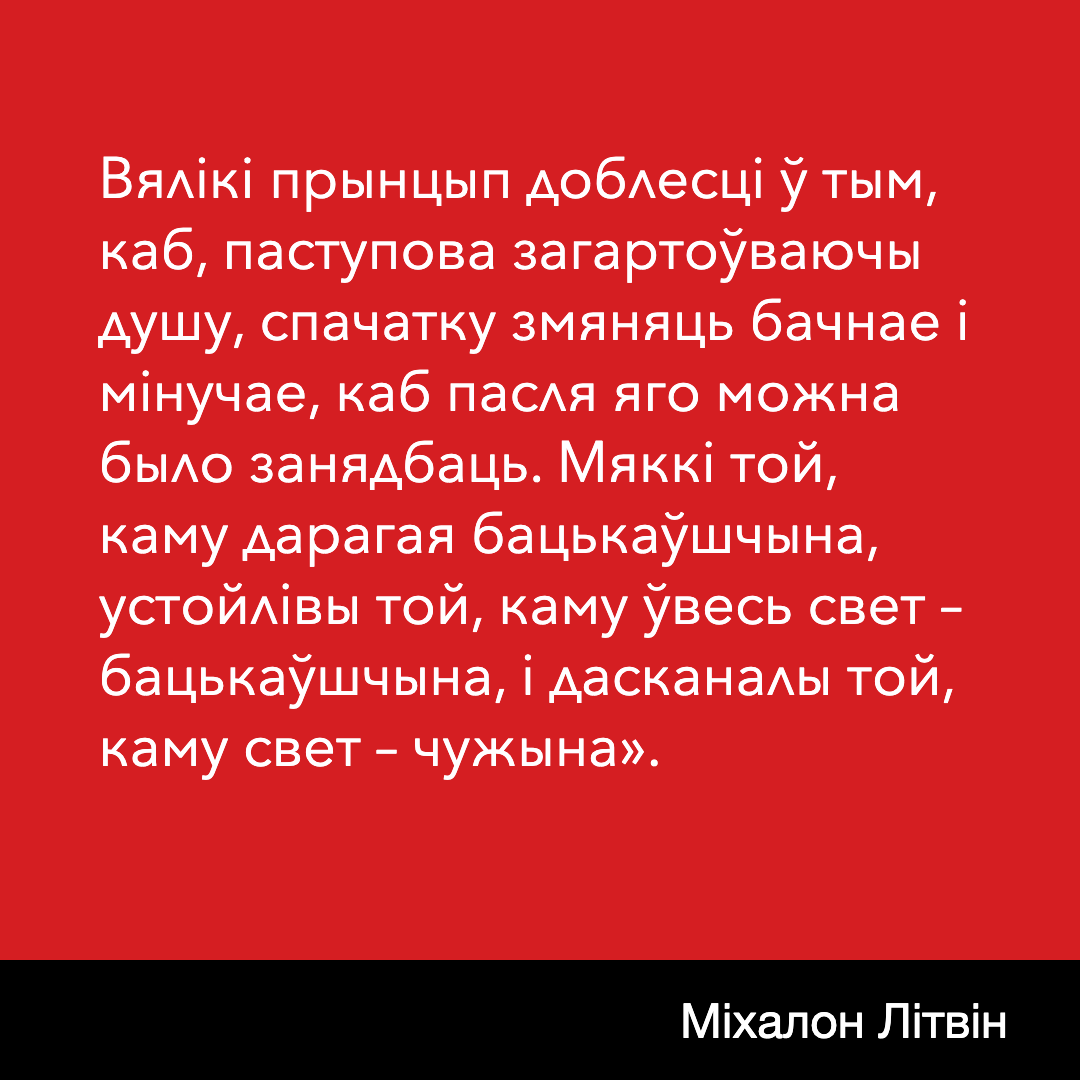 Вялікі прынцып доблесці ў тым,
каб, паступова загартоўваючы
душу, спачатку змяняць бачнае і
мінучае, каб пасля яго можна
было занядбаць. Мяккі той,
каму дарагая бацькаўшчына,
устойлівы той, каму ўвесь свет –
бацькаўшчына, і дасканалы той,
каму свет – чужына».
Міхалон Літвін